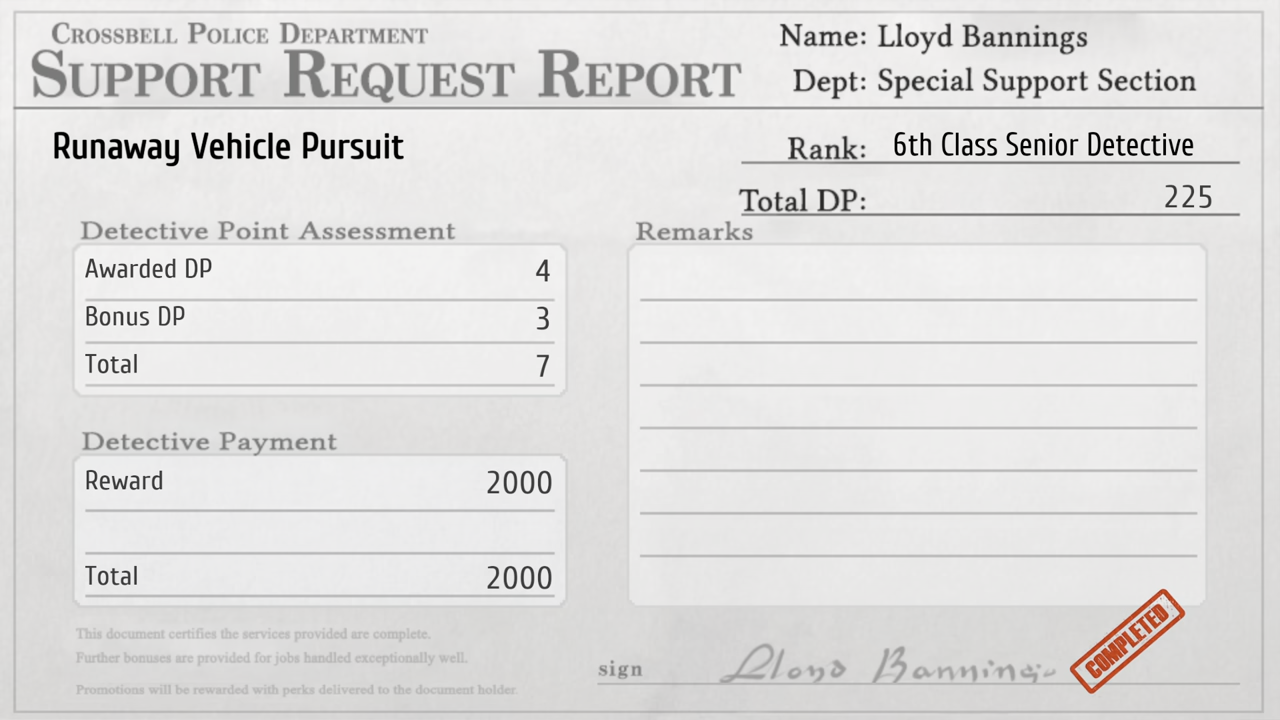 CROSSBELL POLICE DEPARTMENT
SUPPORT REQUEST REPORT
Name: Lloyd Bannings
Dept: Special Support Section
Runaway Vehicle Pursuit
Rank: 6th Class Senior Detective
Total DP: 225
Detective Point Assessment
Awarded DP 4
Bonus DP 3
Total 7
Remarks
Detective Payment
Reward 2000
Total 2000
This document certifies the services provided are complete.
Further bonuses are provided for jobs handled exceptionally well.
Promotions will be rewarded with perks delivered to the document holder.
sign Lloyd Bannings
COMPLETED